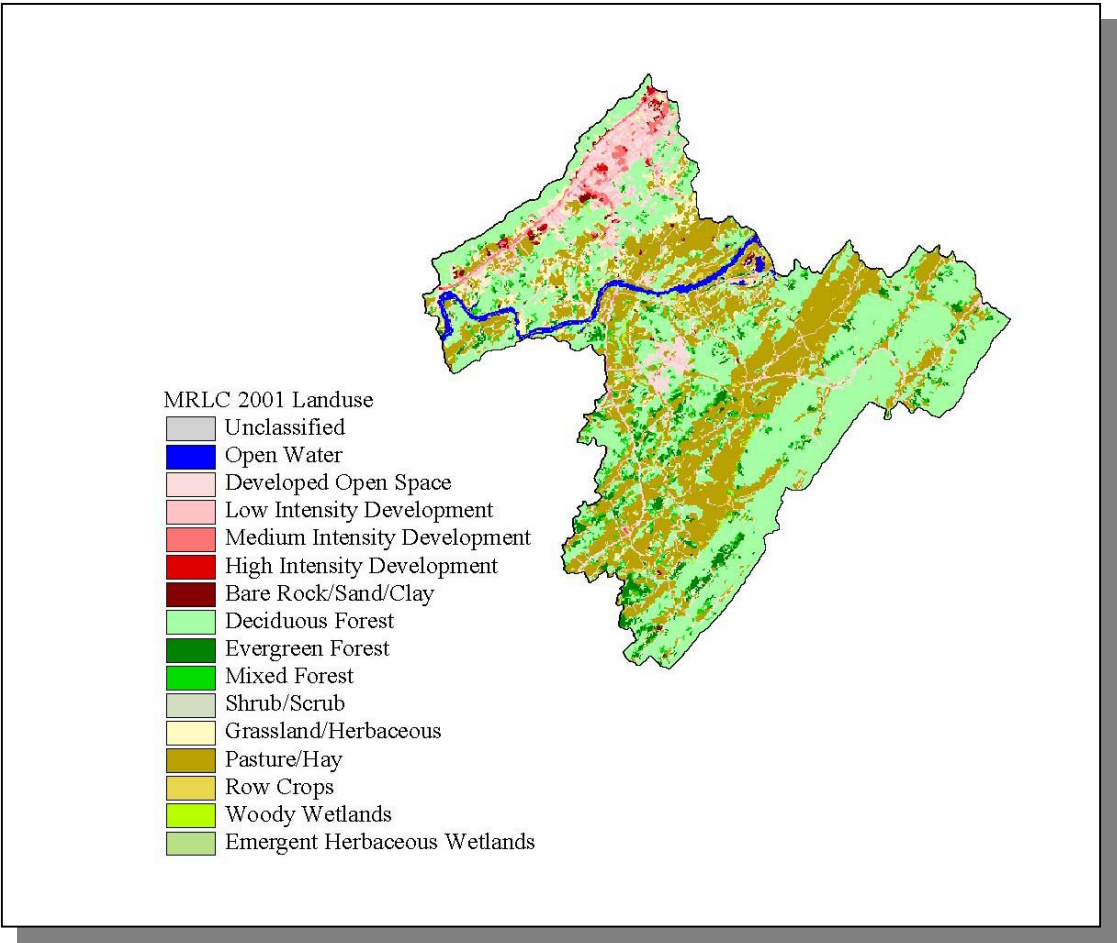 MRLC 2001 Landuse
Unclassified
Open Water
Developed Open Space
Low Intensity Development
Medium Intensity Development
High Intensity Development
Bare Rock/Sand/Clay
Deciduous Forest
Evergreen Forest
Mixed Forest
Shrub/Scrub
Grassland/Herbaceous
Pasture/Hay
Row Crops
Woody Wetlands
Emergent Herbaceous Wetlands